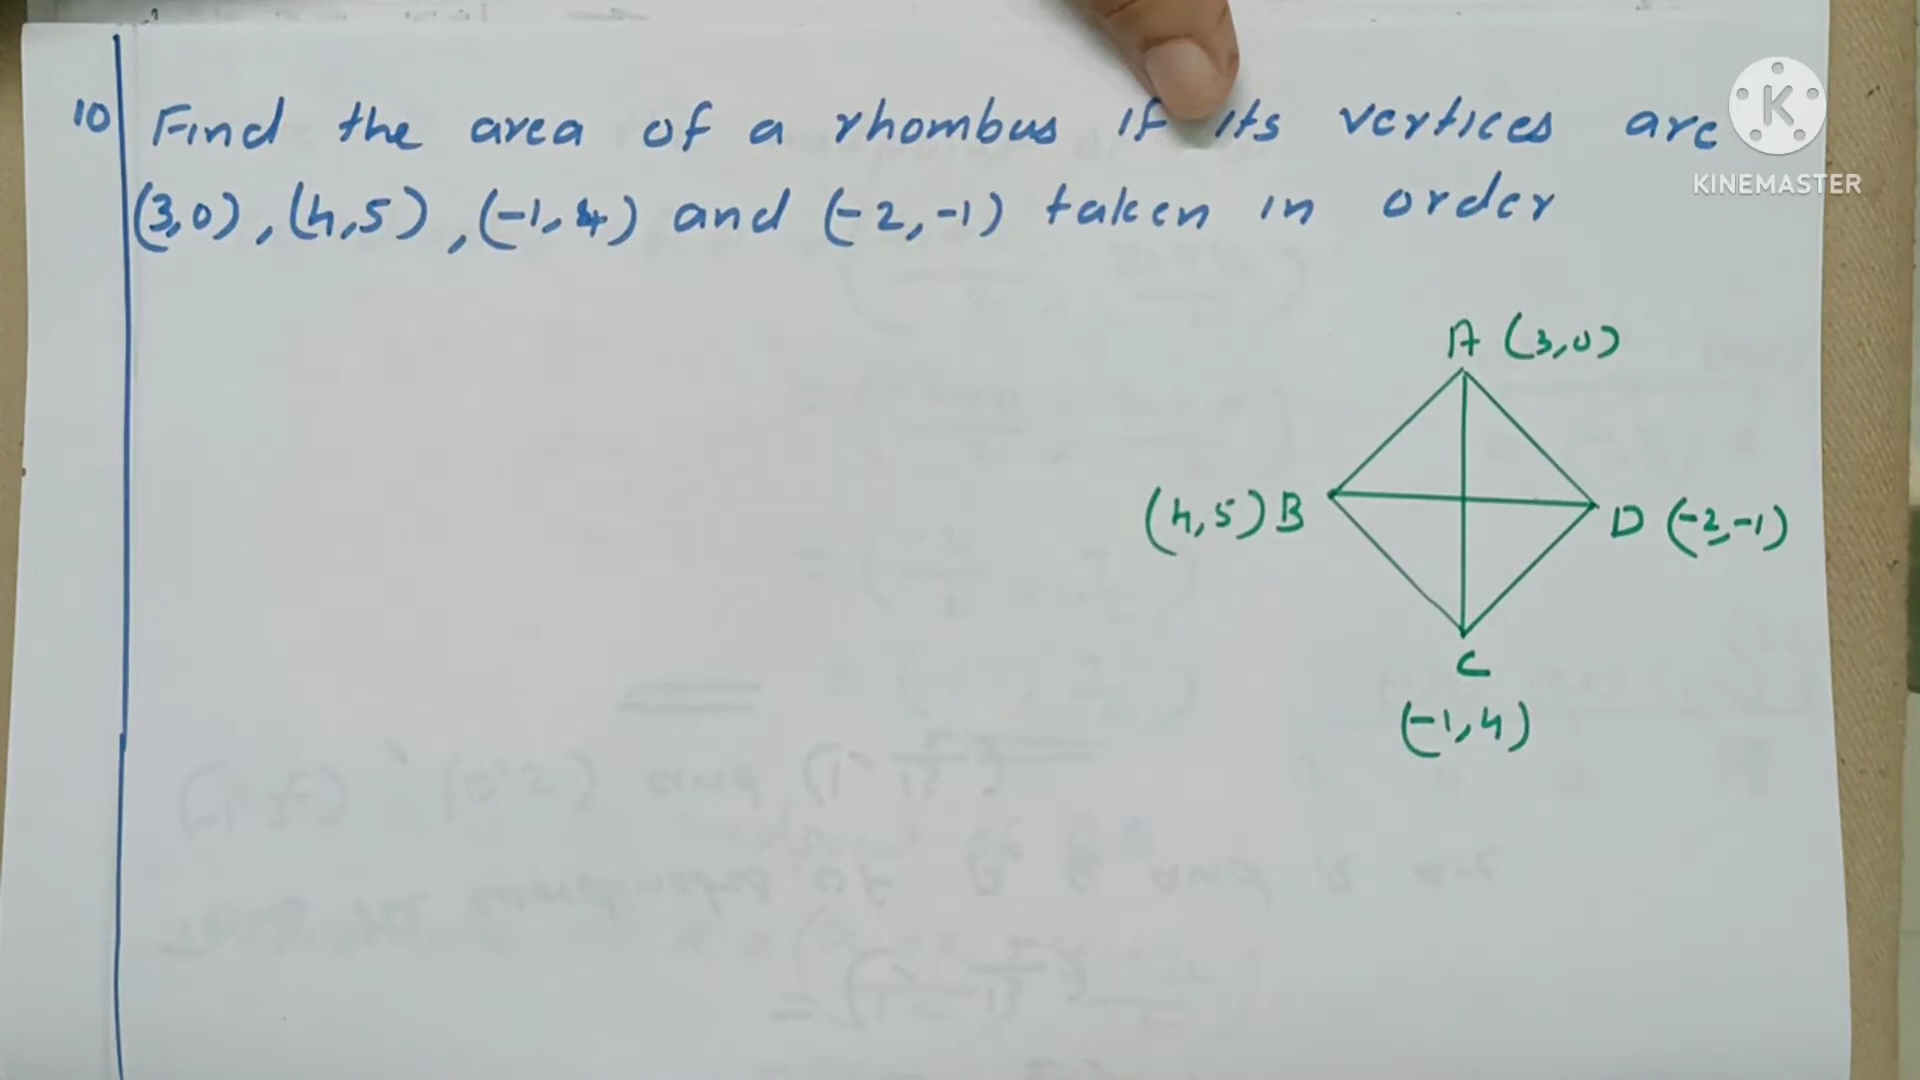 10 Find the area of a rhombus if its vertices are
(3,0), (4,5), (-1,4) and (-2,-1) taken in order
A (3,0)
(4,5) B
D (-2,-1)
C
(-1,4)
K
KINEMASTER